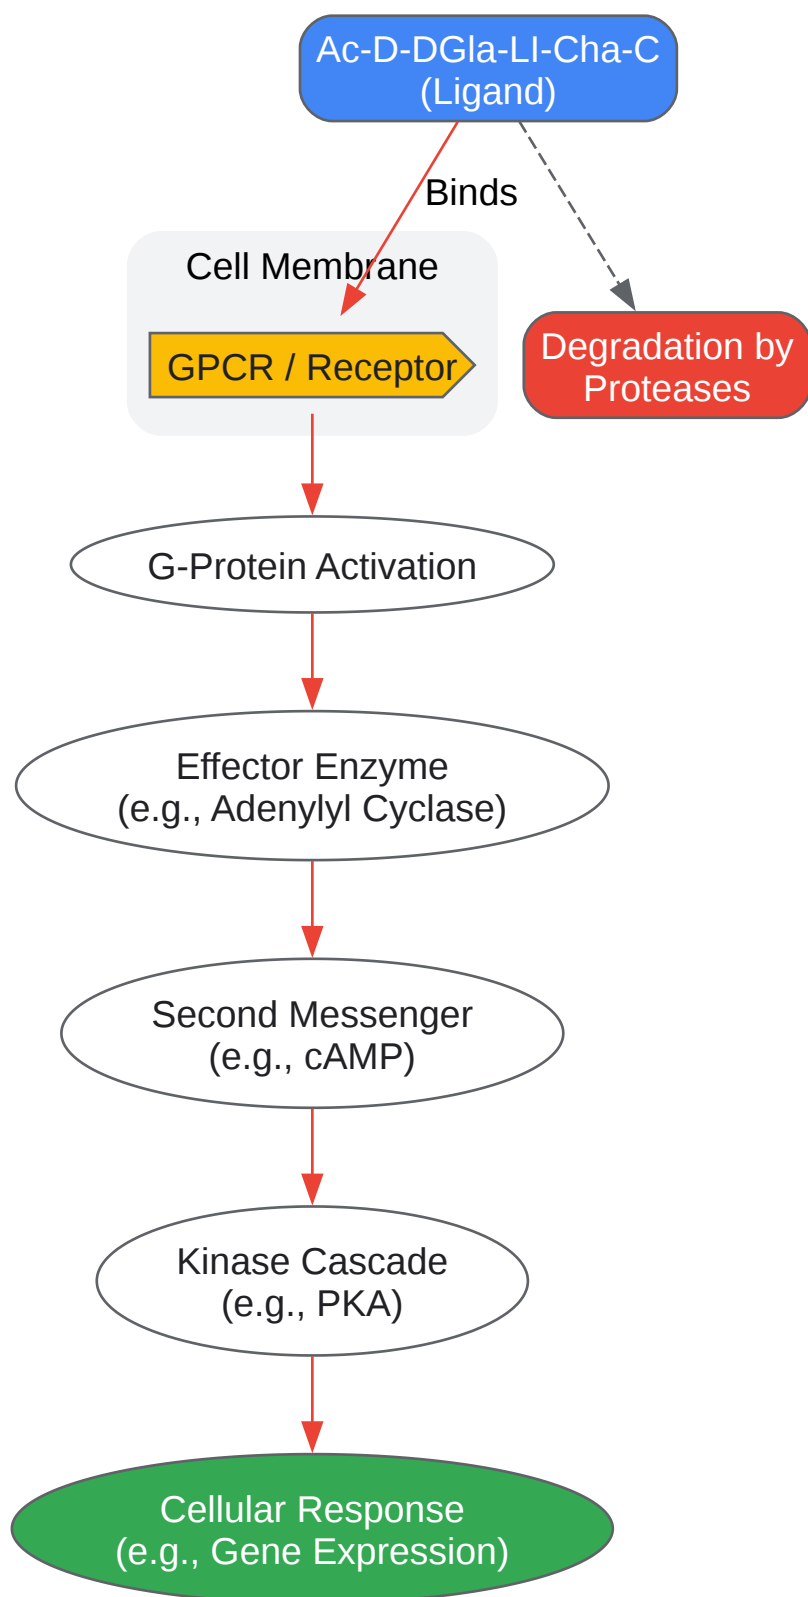 Ac-D-DGla-LI-Cha-C
(Ligand)
Binds
Cell Membrane
GPCR / Receptor
Degradation by
Proteases
G-Protein Activation
Effector Enzyme
(e.g., Adenylyl Cyclase)
Second Messenger
(e.g., cAMP)
Kinase Cascade
(e.g., PKA)
Cellular Response
(e.g., Gene Expression)